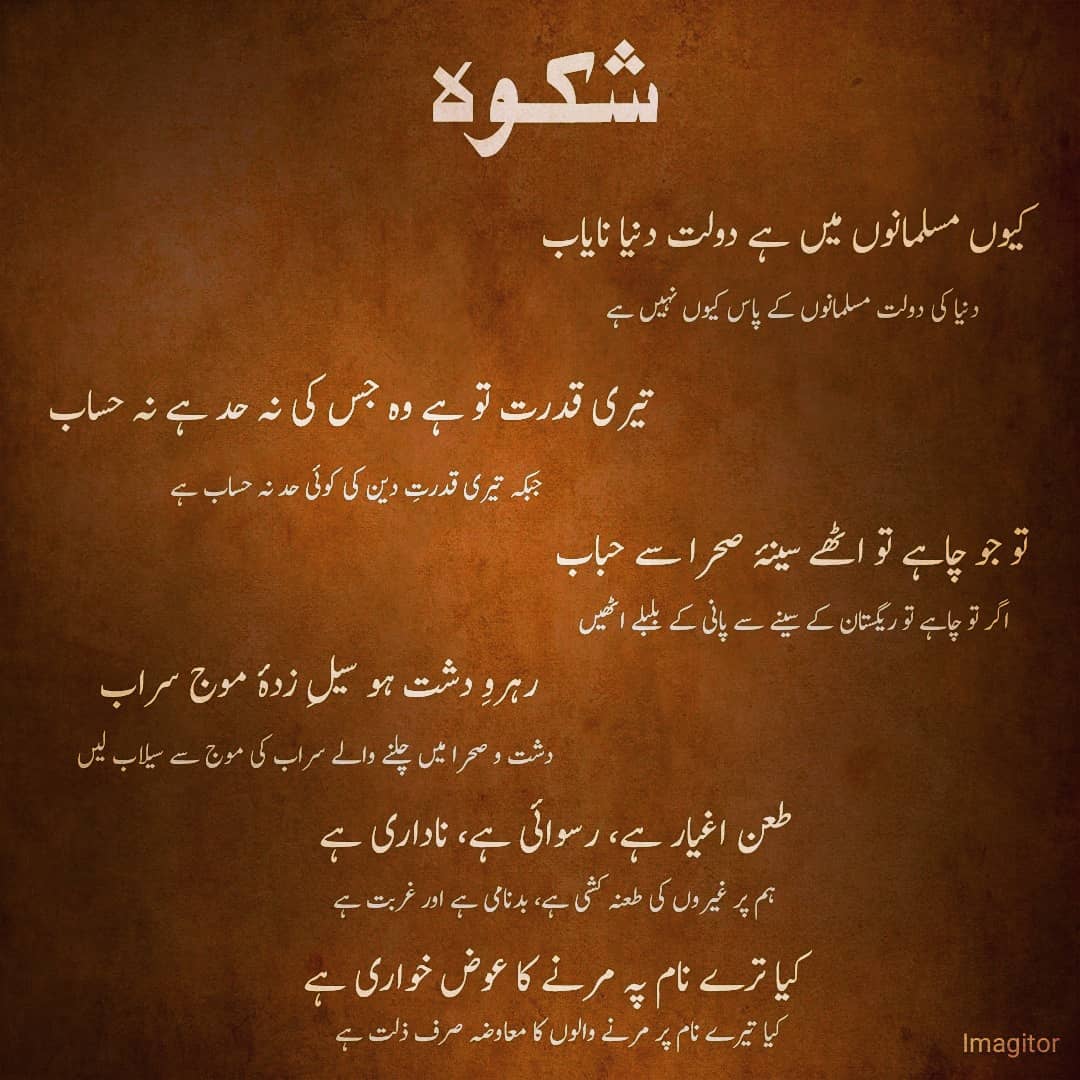 شکوہ
کیوں مسلمانوں میں ہے دولت دنیا نایاب
دنیا کی دولت مسلمانوں کے پاس کیوں نہیں ہے
تیری قدرت تو ہے وہ جس کی نہ حد ہے نہ حساب
جبکہ تیری قدرتِ دین کی کوئی حد نہ حساب ہے
تو جو چاہے تو اٹھے سینۂ صحرا سے حباب
اگر تو چاہے تو ریگستان کے سینے سے پانی کے بلبلے اٹھیں
رہروِ دشت ہو سیلِ زدۂ موج سراب
دشت و صحرا میں چلنے والے سراب کی موج سے سیلاب لیں
طعن اغیار ہے، رسوائی ہے، ناداری ہے
ہم پر غیروں کی طعنہ کشی ہے، بدنامی ہے اور غربت ہے
کیا ترے نام پہ مرنے کا عوض خواری ہے
کیا تیرے نام پر مرنے والوں کا معاوضہ صرف ذلت ہے
Imagitor